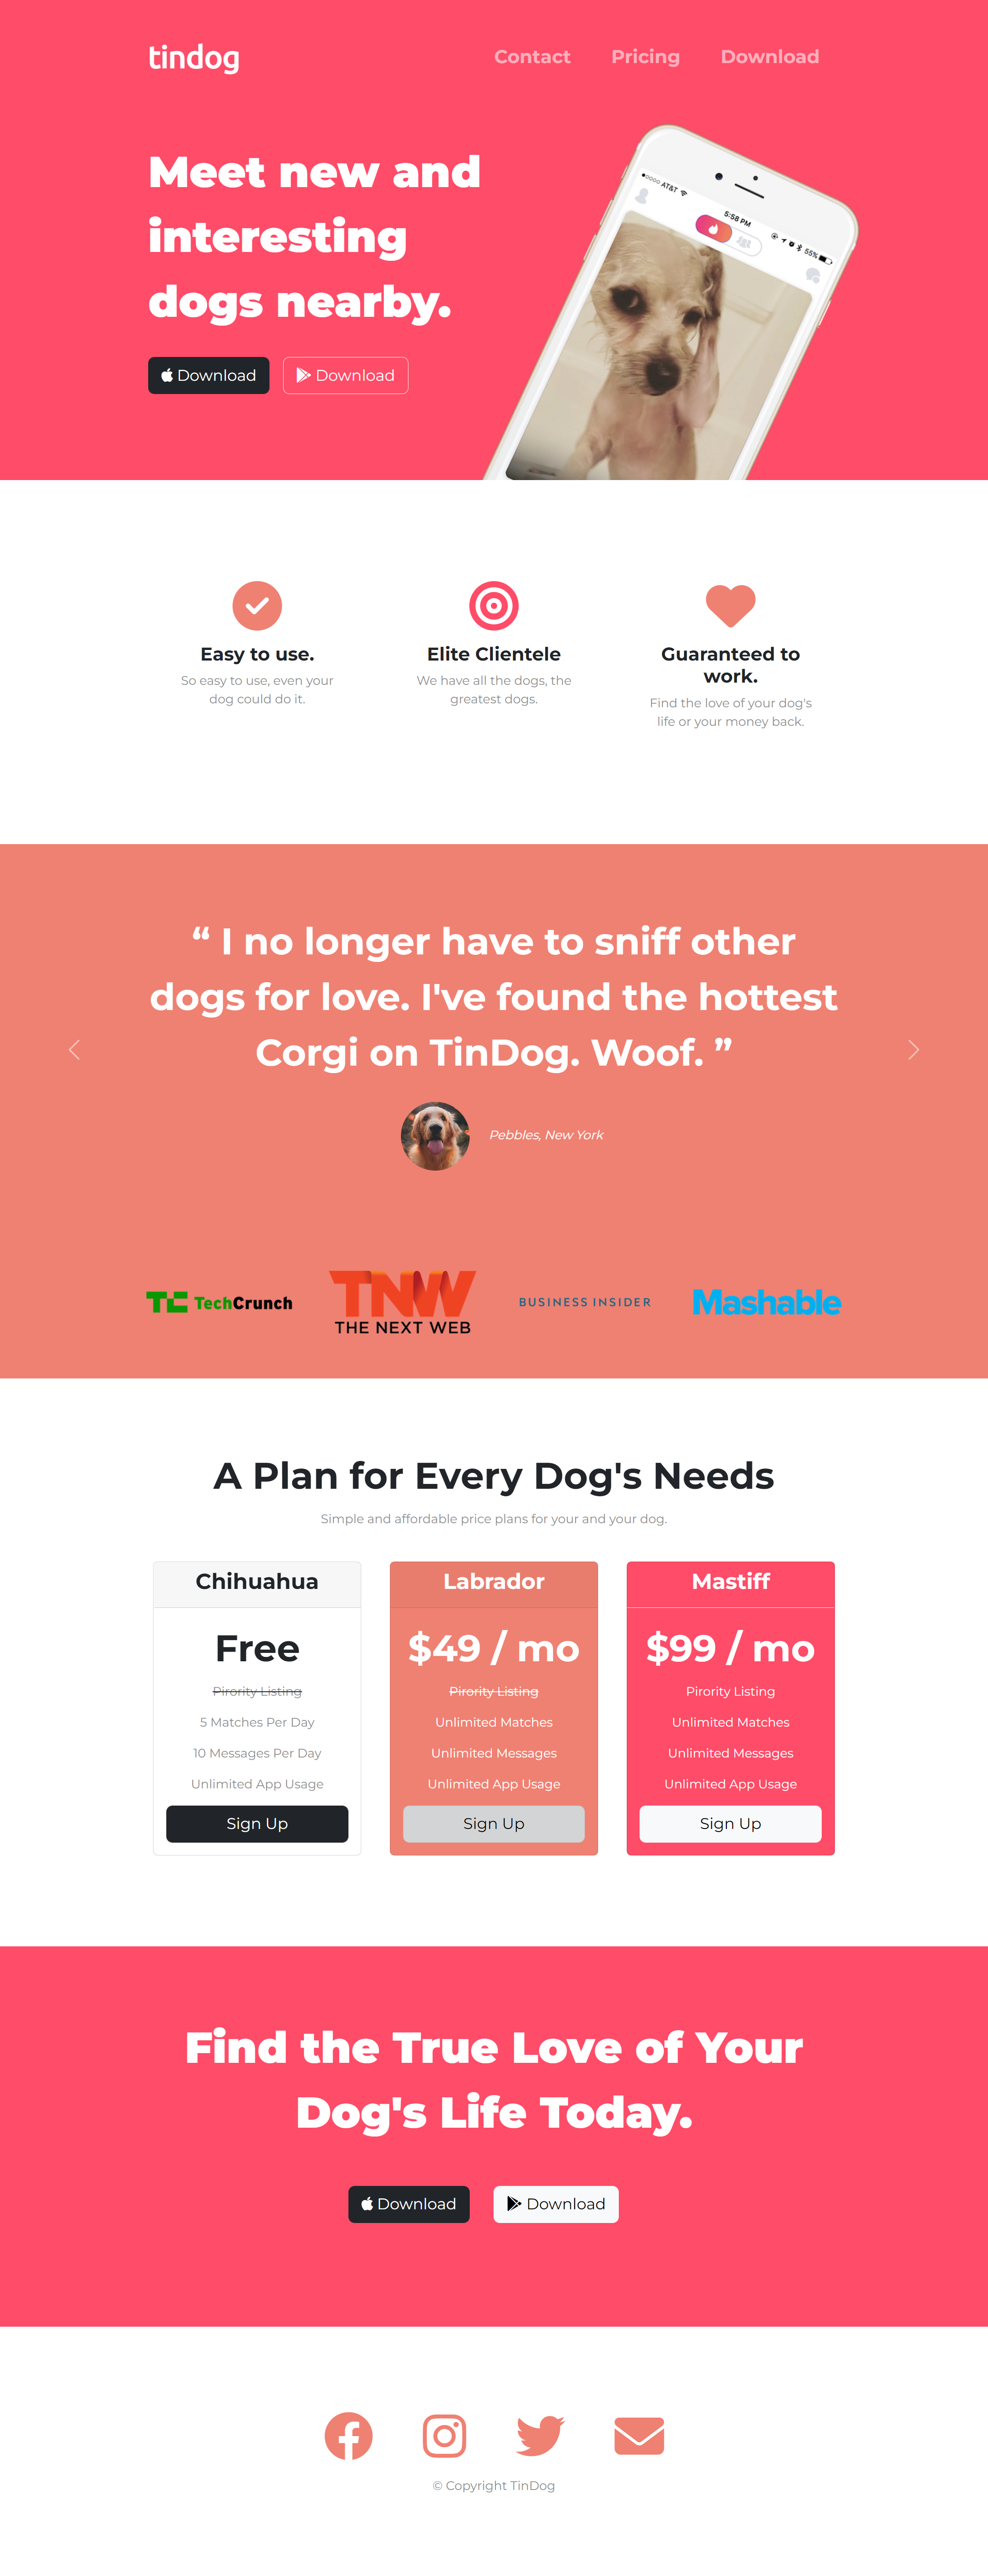 tindog
Contact Pricing Download
Meet new and
interesting
dogs nearby.
Download
Download
AT&T
5:58 PM
55%
Easy to use.
So easy to use, even your
dog could do it.
Elite Clientele
We have all the dogs, the
greatest dogs.
Guaranteed to
work.
Find the love of your dog's
life or your money back.
“ I no longer have to sniff other
dogs for love. I've found the hottest
Corgi on TinDog. Woof. ”
Pebbles, New York
TC TechCrunch
TNW
THE NEXT WEB
BUSINESS INSIDER
Mashable
A Plan for Every Dog's Needs
Simple and affordable price plans for your and your dog.
Chihuahua
Free
Pirority Listing
5 Matches Per Day
10 Messages Per Day
Unlimited App Usage
Sign Up
Labrador
$49 / mo
Pirority Listing
Unlimited Matches
Unlimited Messages
Unlimited App Usage
Sign Up
Mastiff
$99 / mo
Pirority Listing
Unlimited Matches
Unlimited Messages
Unlimited App Usage
Sign Up
Find the True Love of Your
Dog's Life Today.
Download
Download
© Copyright TinDog